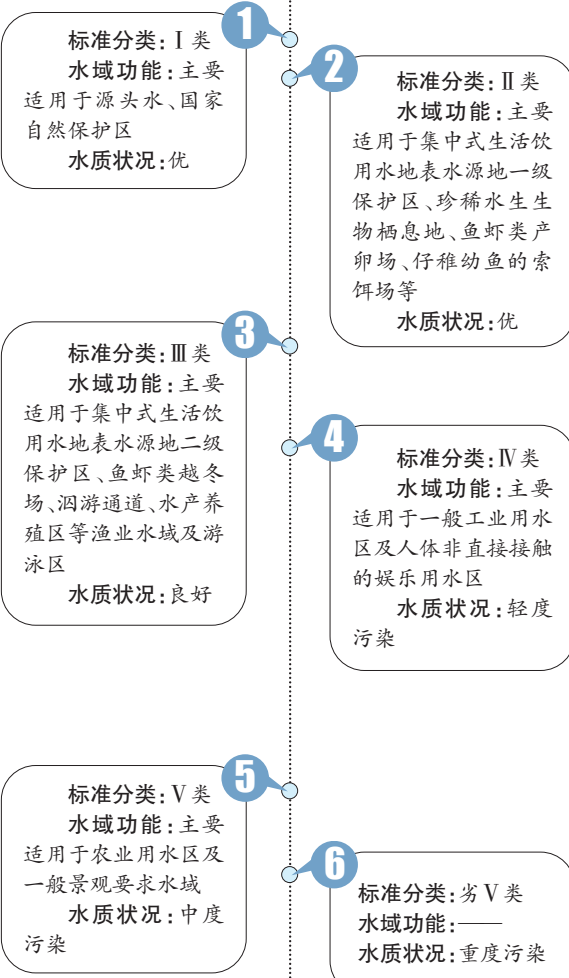 1
标准分类:Ⅰ类
水域功能:主要
适用于源头水、国家
自然保护区
水质状况:优
2
标准分类:Ⅱ类
水域功能:主要
适用于集中式生活饮
用水地表水源地一级
保护区、珍稀水生生
物栖息地、鱼虾类产
卵场、仔稚幼鱼的索
饵场等
水质状况:优
3
标准分类:Ⅲ类
水域功能:主要
适用于集中式生活饮
用水地表水源地二级
保护区、鱼虾类越冬
场、洄游通道、水产养
殖区等渔业水域及游
泳区
水质状况:良好
4
标准分类:Ⅳ类
水域功能:主要
适用于一般工业用水
区及人体非直接接触
的娱乐用水区
水质状况:轻度
污染
5
标准分类:Ⅴ类
水域功能:主要
适用于农业用水区及
一般景观要求水域
水质状况:中度
污染
6
标准分类:劣Ⅴ类
水域功能:——
水质状况:重度污染